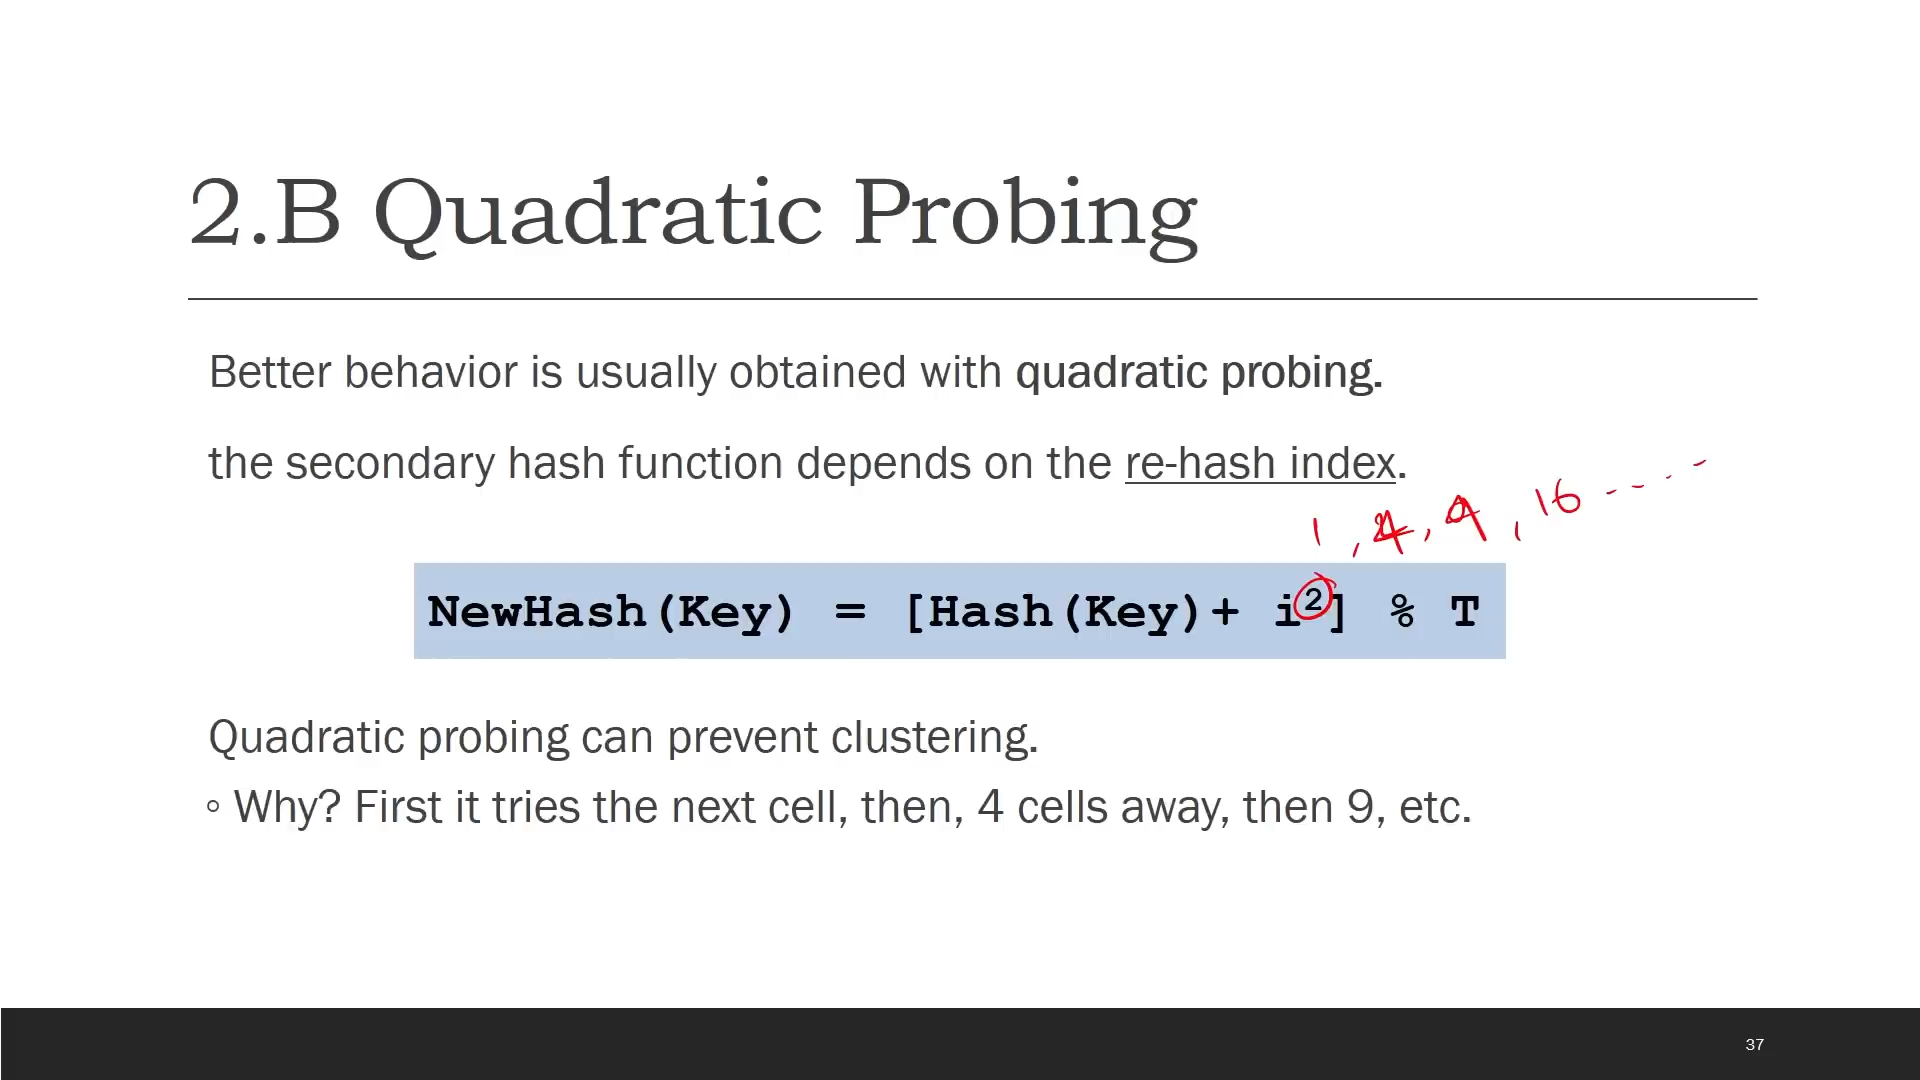 2.B Quadratic Probing
Better behavior is usually obtained with quadratic probing.
the secondary hash function depends on the re-hash index.
1 , 4 , 9 , 16 - - - -
NewHash(Key) = [Hash(Key)+ i²] % T
Quadratic probing can prevent clustering.
◦ Why? First it tries the next cell, then, 4 cells away, then 9, etc.
37